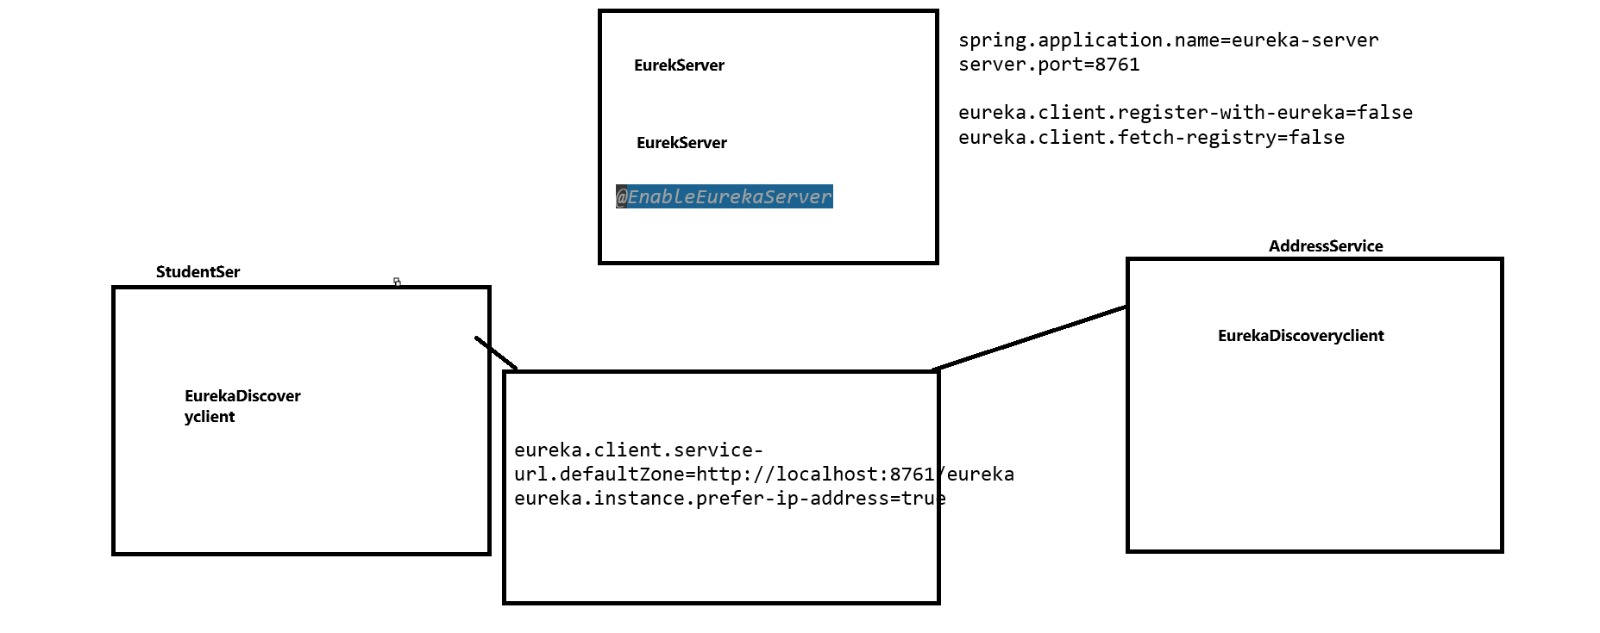 EurekServer
EurekServer
@EnableEurekaServer
spring.application.name=eureka-server
server.port=8761
eureka.client.register-with-eureka=false
eureka.client.fetch-registry=false
StudentSer
EurekaDiscover
yclient
eureka.client.service-
url.defaultZone=http://localhost:8761/eureka
eureka.instance.prefer-ip-address=true
AddressService
EurekaDiscoveryclient